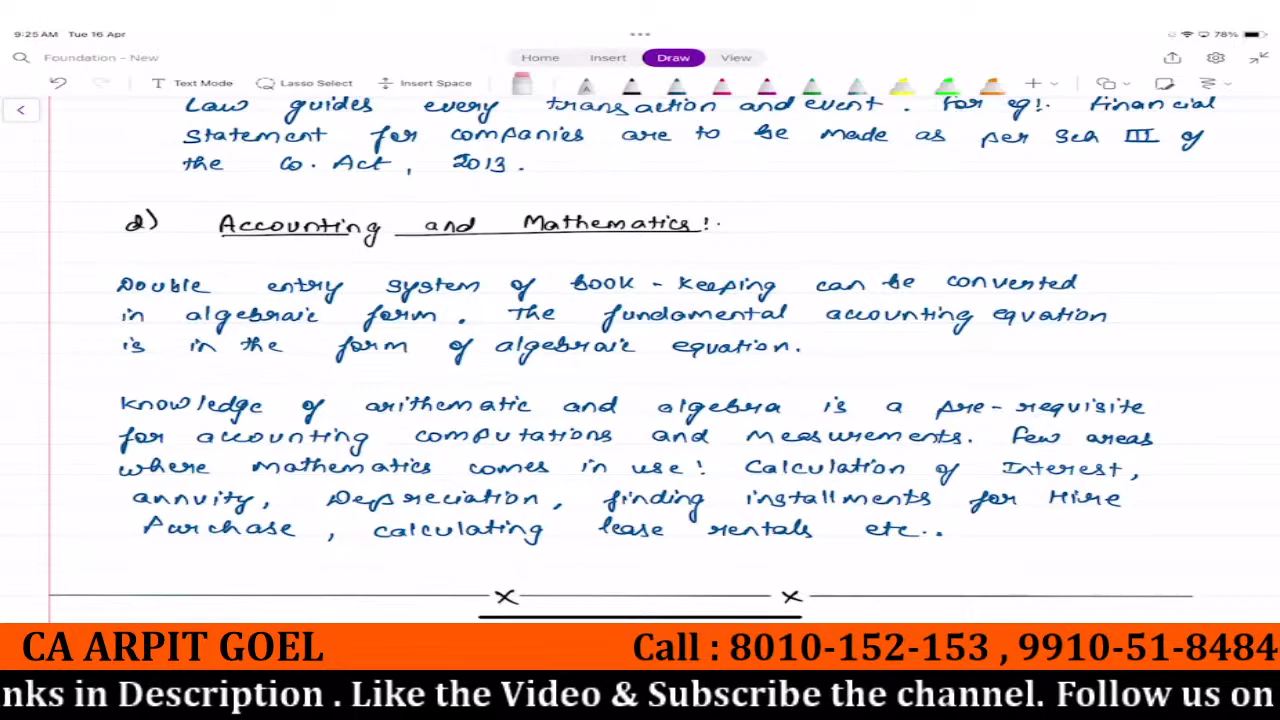 9:25 AM Tue 16 Apr
78%
Foundation - New
Home Insert Draw View
Text Mode Lasso Select Insert Space
Law guides every transaction and event. For eg: Financial
Statement for companies are to be made as per Sch III of
the Co. Act, 2013.
d) Accounting and Mathematics:
Double entry system of book-keeping can be converted
in algebraic form. The fundamental accounting equation
is in the form of algebraic equation.
Knowledge of arithematic and algebra is a pre-requisite
for accounting computations and measurements. Few areas
where mathematics comes in use: Calculation of Interest,
annuity, Depreciation, finding installments for Hire
Purchase, calculating lease rentals etc..
CA ARPIT GOEL Call : 8010-152-153 , 9910-51-8484
nks in Description . Like the Video & Subscribe the channel. Follow us on